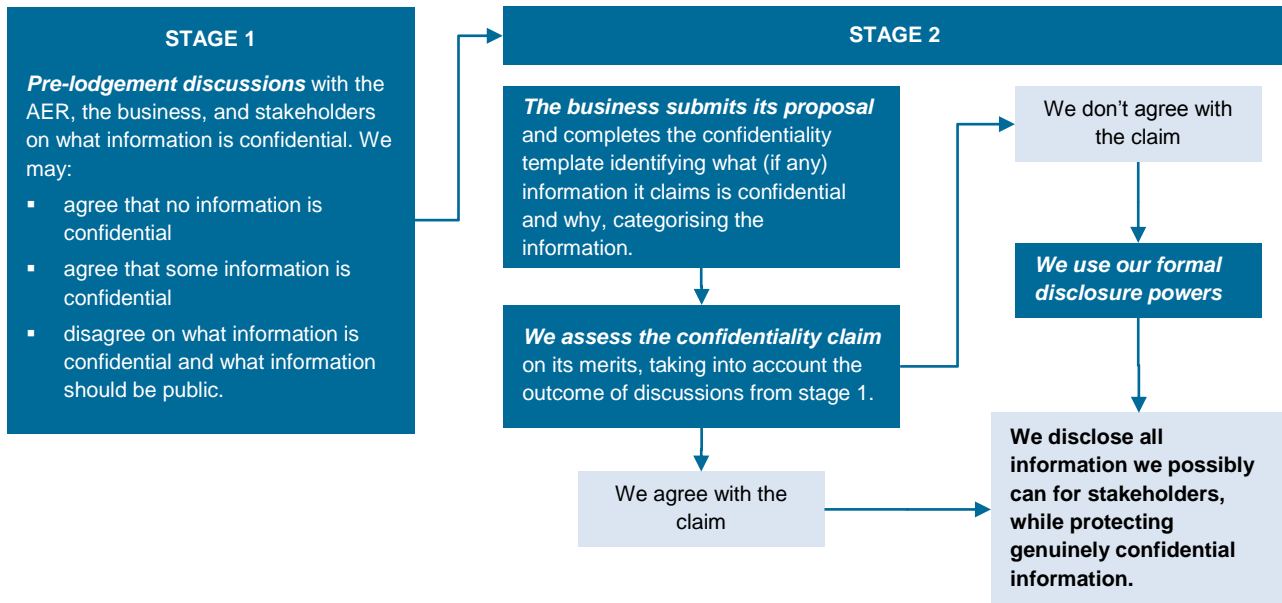 STAGE 1
Pre-lodgement discussions with the
AER, the business, and stakeholders
on what information is confidential. We
may:
▪ agree that no information is
confidential
▪ agree that some information is
confidential
▪ disagree on what information is
confidential and what information
should be public.
STAGE 2
The business submits its proposal
and completes the confidentiality
template identifying what (if any)
information it claims is confidential
and why, categorising the
information.
We assess the confidentiality claim
on its merits, taking into account the
outcome of discussions from stage 1.
We agree with the
claim
We don’t agree with
the claim
We use our formal
disclosure powers
We disclose all
information we possibly
can for stakeholders,
while protecting
genuinely confidential
information.